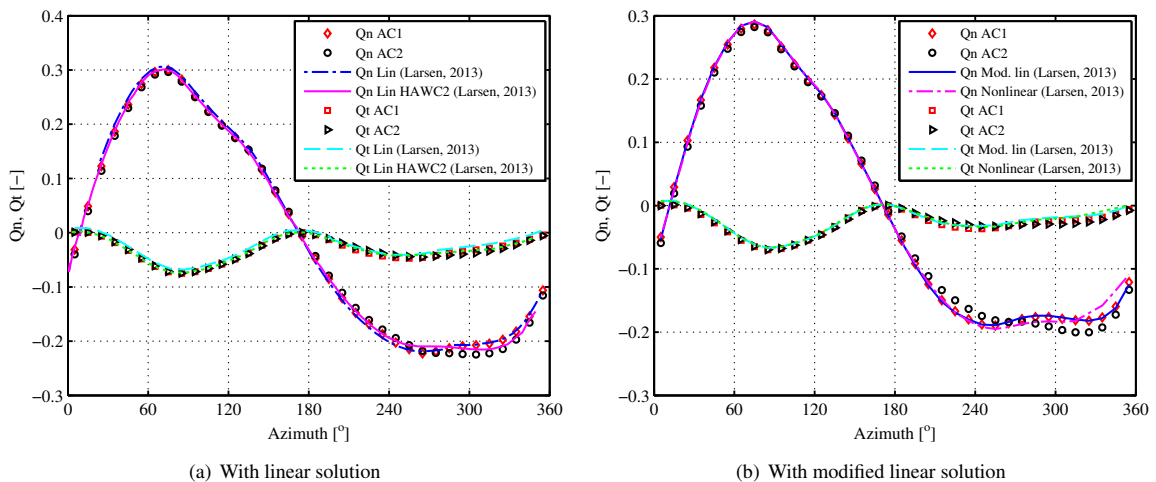 0.4
0.3
0.2
0.1
0
−0.1
−0.2
−0.3
Qn, Qt [−]
0
60
120
180
240
300
360
Azimuth [o]
Qn AC1
Qn AC2
Qn Lin (Larsen, 2013)
Qn Lin HAWC2 (Larsen, 2013)
Qt AC1
Qt AC2
Qt Lin (Larsen, 2013)
Qt Lin HAWC2 (Larsen, 2013)
(a) With linear solution
0.3
0.2
0.1
0
−0.1
−0.2
−0.3
Qn, Qt [−]
0
60
120
180
240
300
360
Azimuth [o]
Qn AC1
Qn AC2
Qn Mod. lin (Larsen, 2013)
Qn Nonlinear (Larsen, 2013)
Qt AC1
Qt AC2
Qt Mod. lin (Larsen, 2013)
Qt Nonlinear (Larsen, 2013)
(b) With modified linear solution